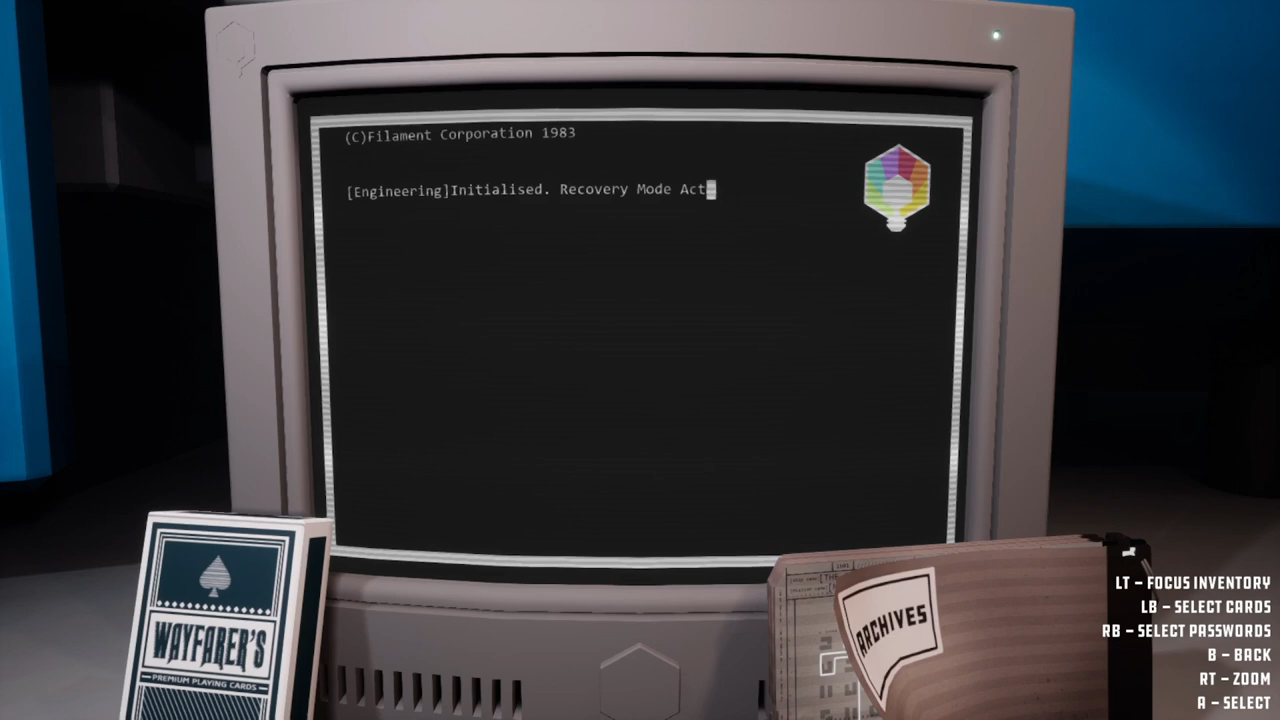 (C)Filament Corporation 1983
[Engineering]Initialised. Recovery Mode Act
WAYFARER'S
PREMIUM PLAYING CARDS
ARCHIVES
LT - FOCUS INVENTORY
LB - SELECT CARDS
RB - SELECT PASSWORDS
B - BACK
RT - ZOOM
A - SELECT